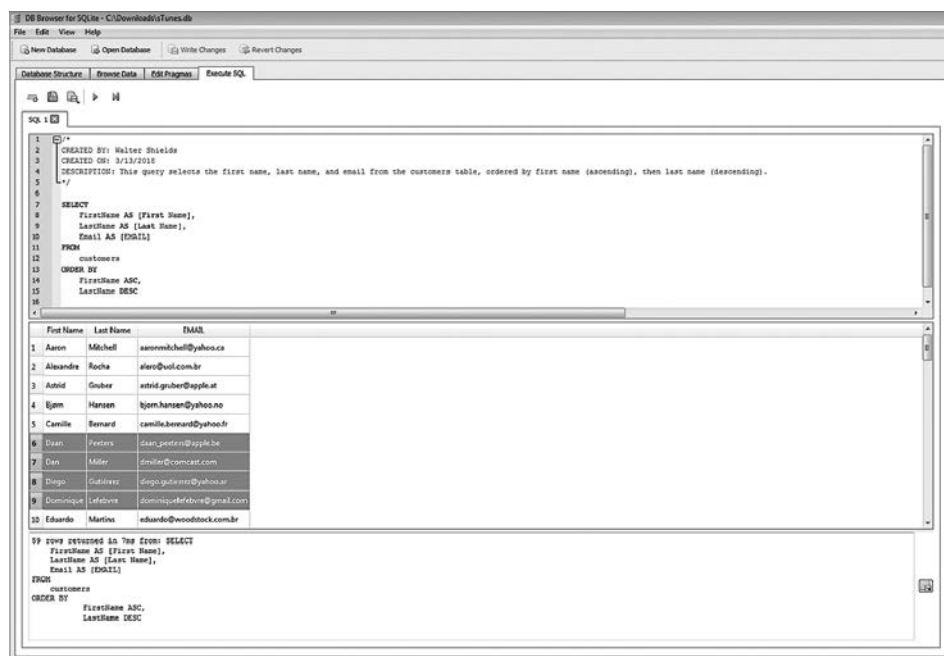 DB Browser for SQLite - C:\Downloads\sTunes.db
File Edit View Help
New Database Open Database Write Changes Revert Changes
Database Structure Browse Data Edit Pragmas Execute SQL
SQL 1
1 /*
2 CREATED BY: Walter Shields
3 CREATED ON: 3/13/2018
4 DESCRIPTION: This query selects the first name, last name, and email from the customers table, ordered by first name (ascending), then last name (descending).
5 */
6
7 SELECT
8 FirstName AS [First Name],
9 LastName AS [Last Name],
10 Email AS [EMAIL]
11 FROM
12 customers
13 ORDER BY
14 FirstName ASC,
15 LastName DESC
16
First Name Last Name EMAIL
1 Aaron Mitchell aaronmitchell@yahoo.ca
2 Alexandre Rocha alero@uol.com.br
3 Astrid Gruber astrid.gruber@apple.at
4 Bjørn Hansen bjorn.hansen@yahoo.no
5 Camille Bernard camille.bernard@yahoo.fr
6 Daan Peeters daan_peeters@apple.be
7 Dan Miller dmiller@comcast.com
8 Diego Gutiérrez diego.gutierrez@yahoo.ar
9 Dominique Lefebvre dominiquelefebvre@gmail.com
10 Eduardo Martins eduardo@woodstock.com.br
59 rows returned in 7ms from: SELECT
FirstName AS [First Name],
LastName AS [Last Name],
Email AS [EMAIL]
FROM
customers
ORDER BY
FirstName ASC,
LastName DESC